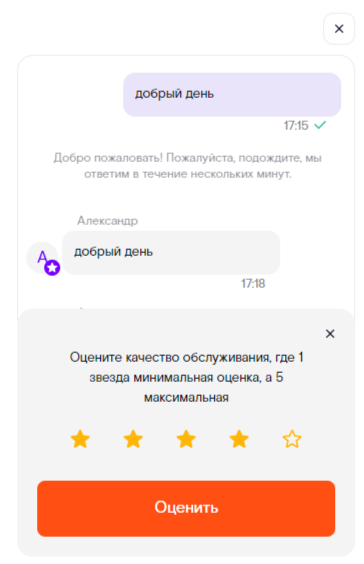 добрый день
17:15
Добро пожаловать! Пожалуйста, подождите, мы
ответим в течение нескольких минут.
Александр
А
добрый день
17:18
Оцените качество обслуживания, где 1
звезда минимальная оценка, а 5
максимальная
Оценить